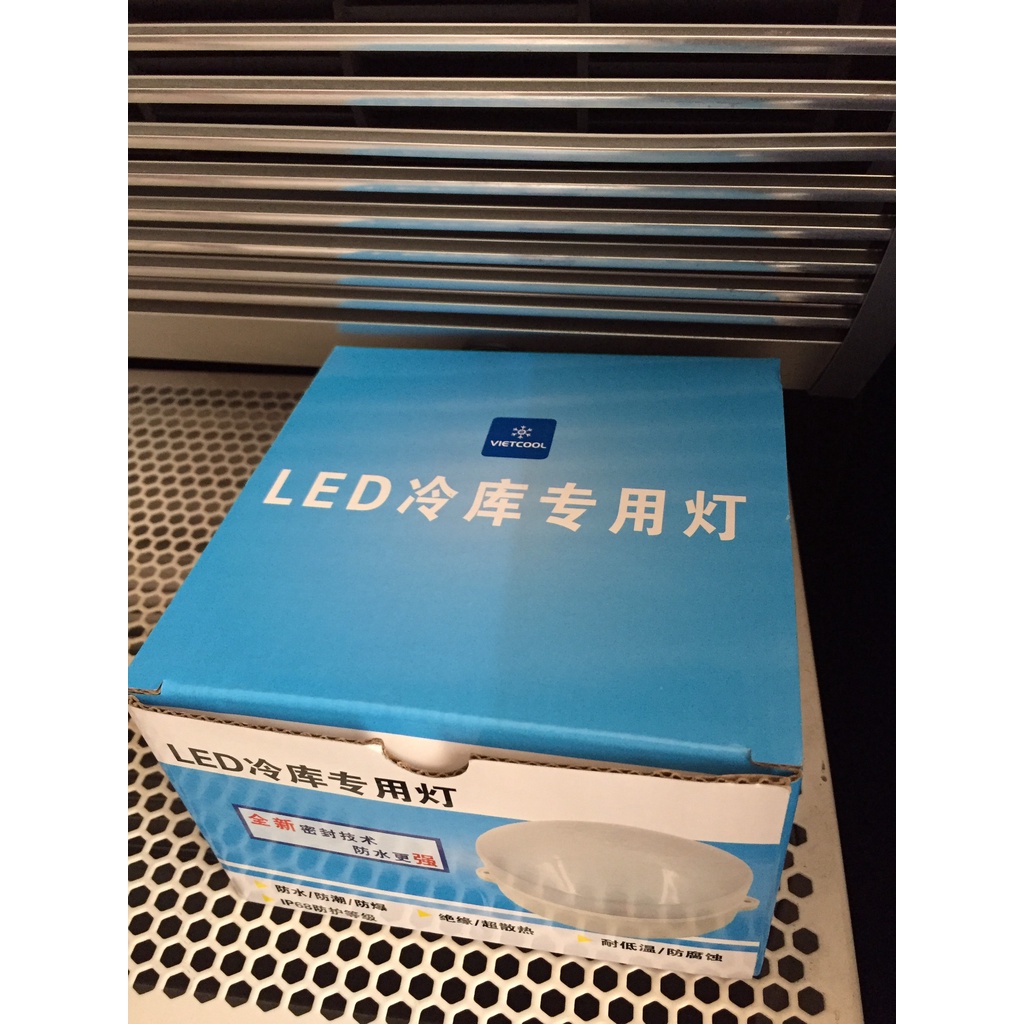 VIETCOOL
LED冷库专用灯
LED冷库专用灯
全新密封技术
防水更强
防水/防潮/防爆
IP68防护等级
绝缘/超散热
耐低温/防腐蚀